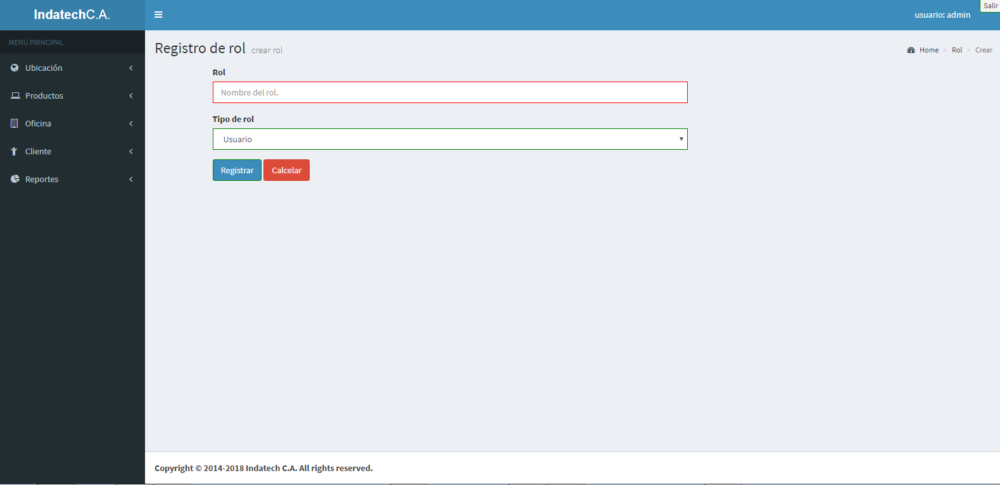 IndatechC.A.
usuario: admin
Salir
MENÚ PRINCIPAL
Ubicación
Productos
Oficina
Cliente
Reportes
Registro de rol crear rol
Home > Rol > Crear
Rol
Nombre del rol.
Tipo de rol
Usuario
Registrar
Calcelar
Copyright © 2014-2018 Indatech C.A. All rights reserved.